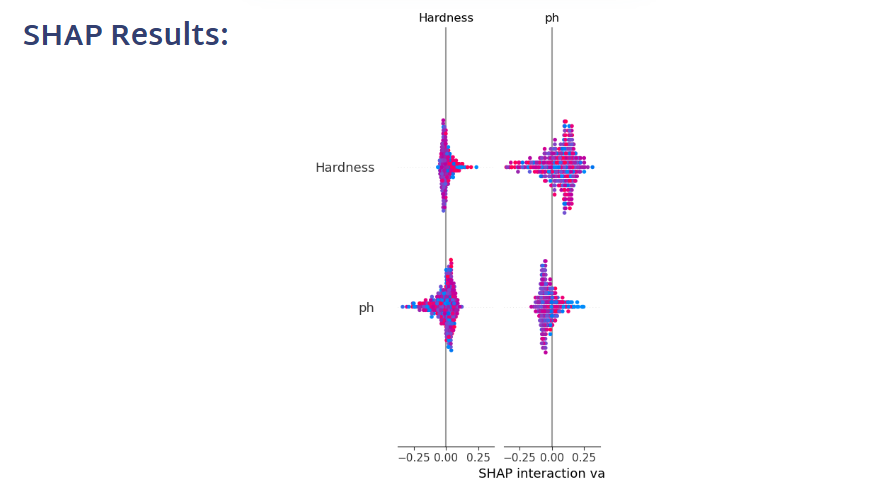 SHAP Results:
Hardness ph
Hardness
ph
−0.25 0.00 0.25 −0.25 0.00 0.25
SHAP interaction va